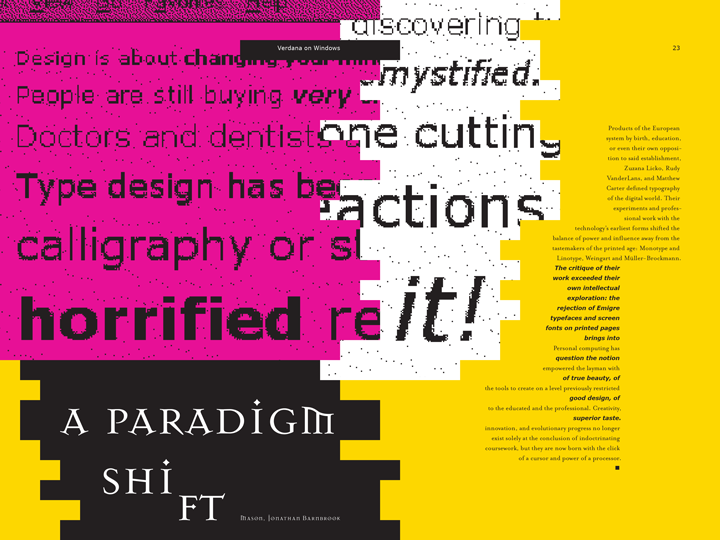 View Go Favorites Help
discovering
Verdana on Windows
23
Design is about changing your min
mystified.
People are still buying very
Doctors and dentists
one cutting
Type design has be
actions
calligraphy or st
horrified re
it!
Products of the European
system by birth, education,
or even their own opposi-
tion to said establishment,
Zuzana Licko, Rudy
VanderLans, and Matthew
Carter defined typography
of the digital world. Their
experiments and profes-
sional work with the
technology's earliest forms shifted the
balance of power and influence away from the
tastemakers of the printed age: Monotype and
Linotype, Weingart and Müller-Brockmann.
The critique of their
work exceeded their
own intellectual
exploration: the
rejection of Emigre
typefaces and screen
fonts on printed pages
brings into
Personal computing has
question the notion
empowered the layman with
of true beauty, of
the tools to create on a level previously restricted
good design, of
to the educated and the professional. Creativity,
superior taste.
innovation, and evolutionary progress no longer
exist solely at the conclusion of indoctrinating
coursework, but they are now born with the click
of a cursor and power of a processor.
A PARADIGM
SHI
FT
Mason, Jonathan Barnbrook